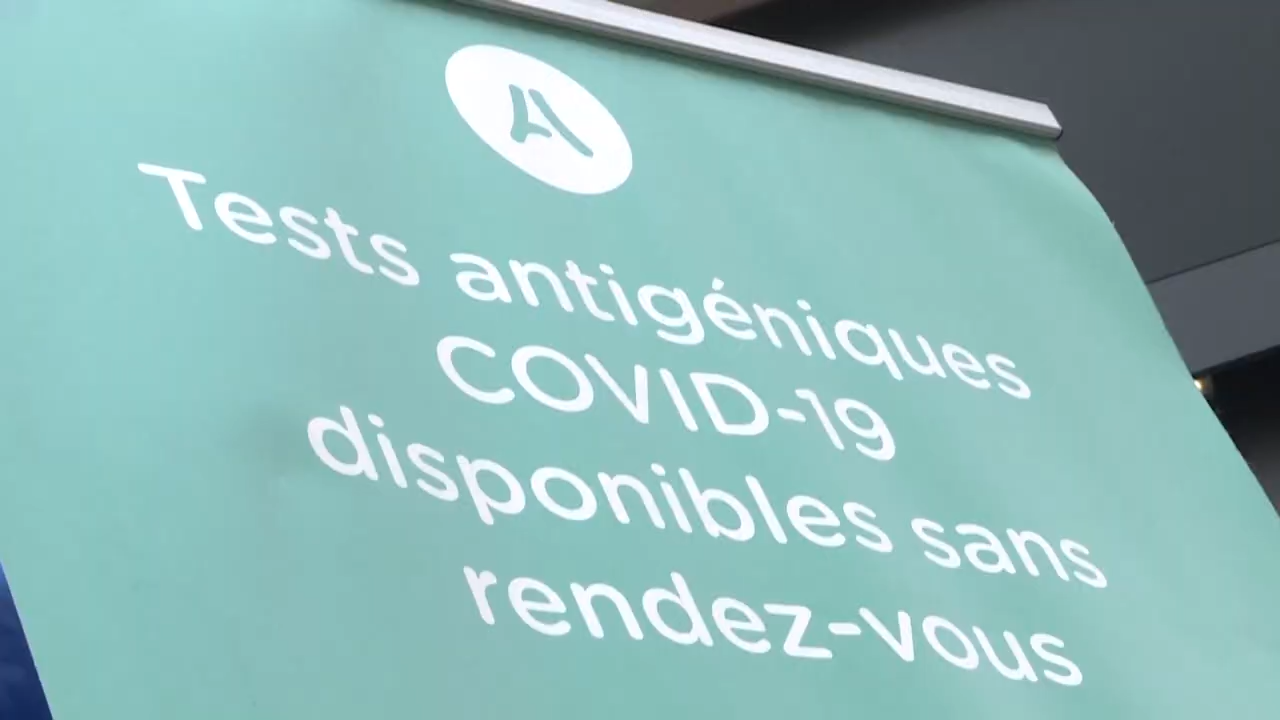 A
Tests antigéniques
COVID-19
disponibles sans
rendez-vous